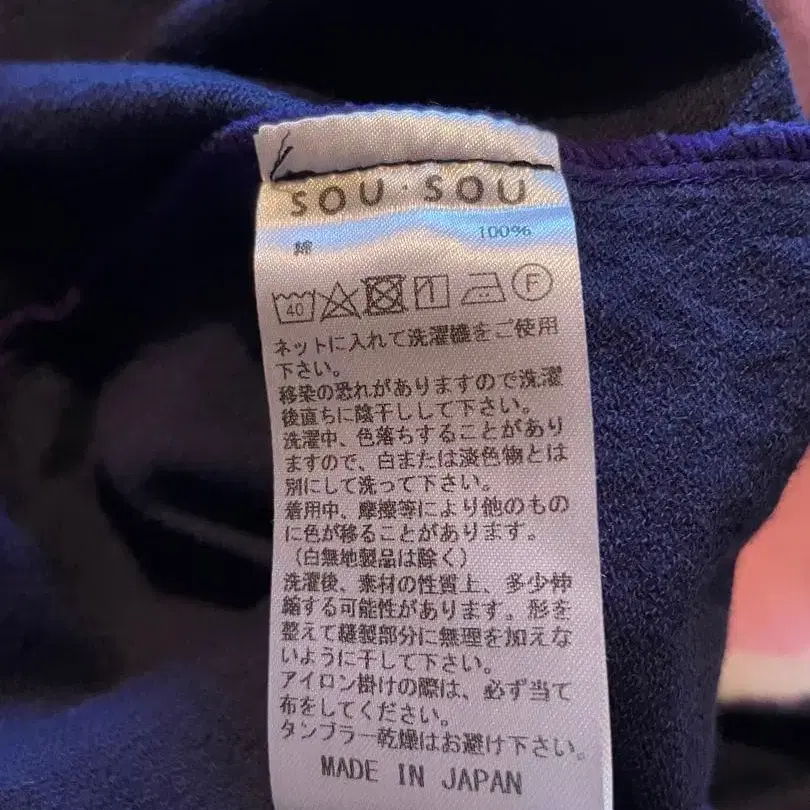 SOU・SOU
綿 100%
40 F
ネットに入れて洗濯機をご使用
下さい。
移染の恐れがありますので洗濯
後直ちに陰干しして下さい。
洗濯中、色落ちすることがあり
ますので、白または淡色物とは
別にして洗って下さい。
着用中、摩擦等により他のもの
に色が移ることがあります。
(白無地製品は除く)
洗濯後、素材の性質上、多少伸
縮する可能性があります。形を
整えて縫製部分に無理を加えな
いように干して下さい。
アイロン掛けの際は、必ず当て
布をしてください。
タンブラー乾燥はお避け下さい。
MADE IN JAPAN